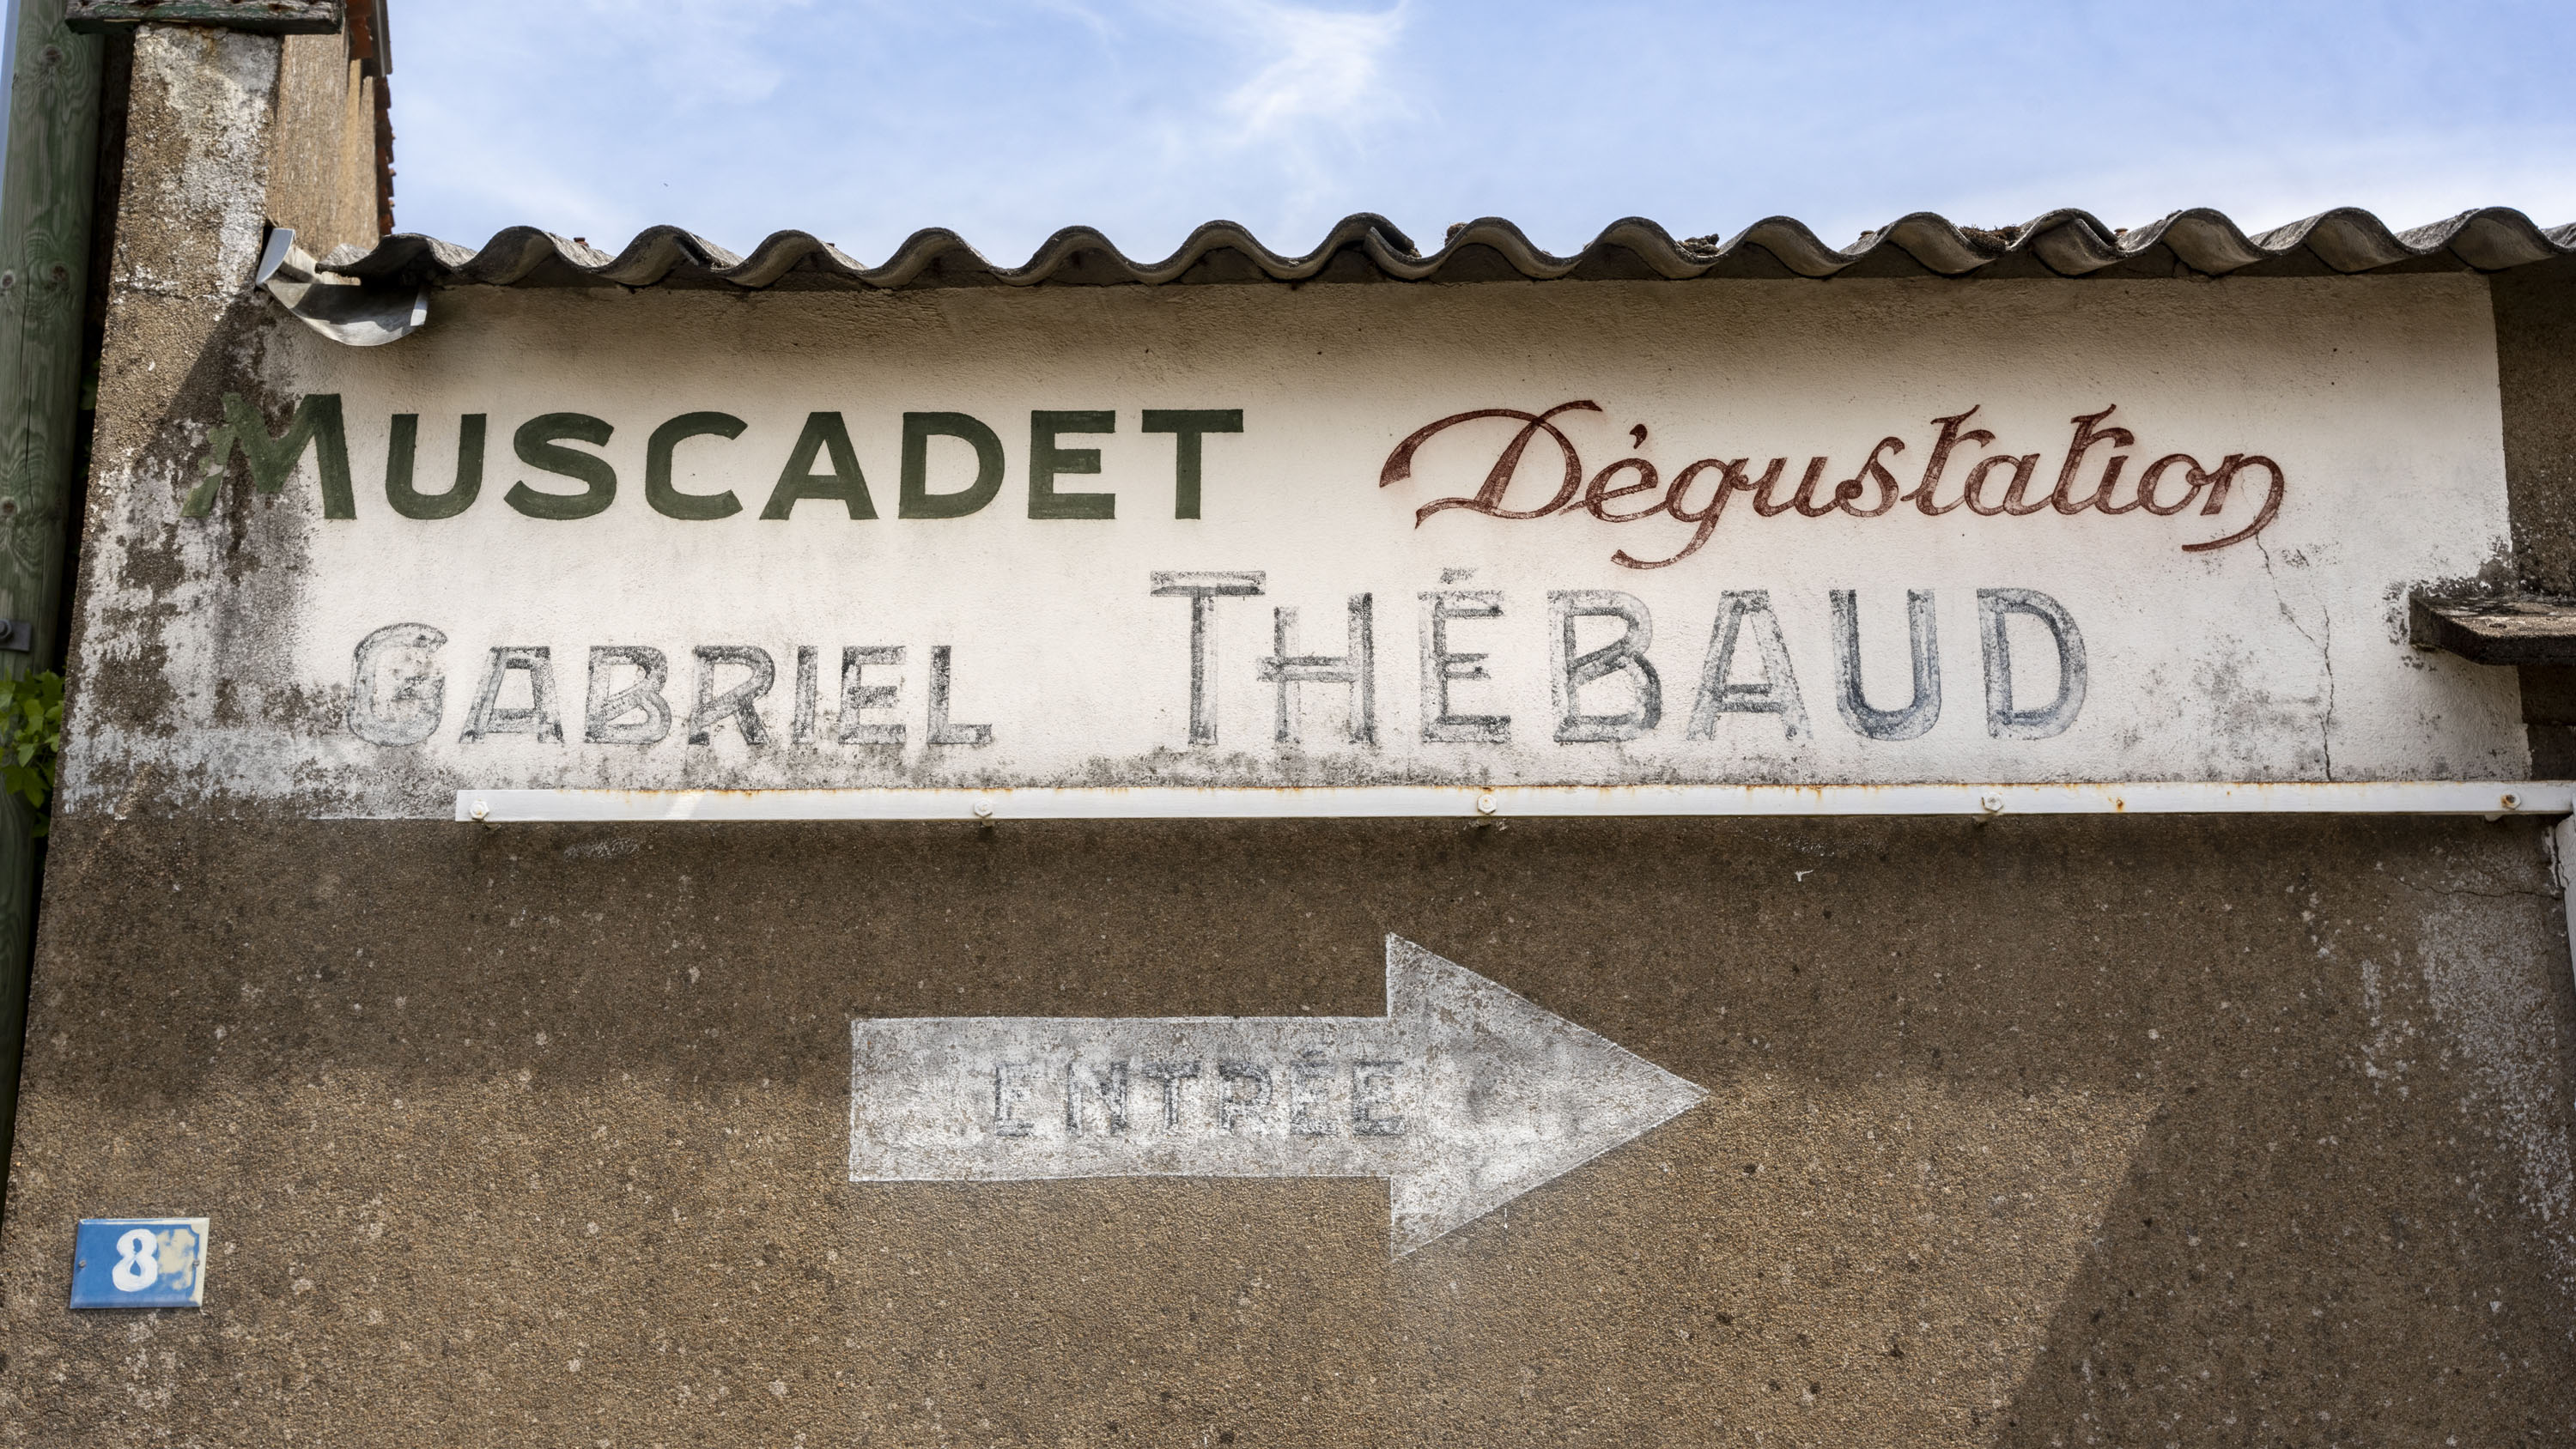 MUSCADET Dégustation
GABRIEL THÉBAUD
ENTRÉE
8